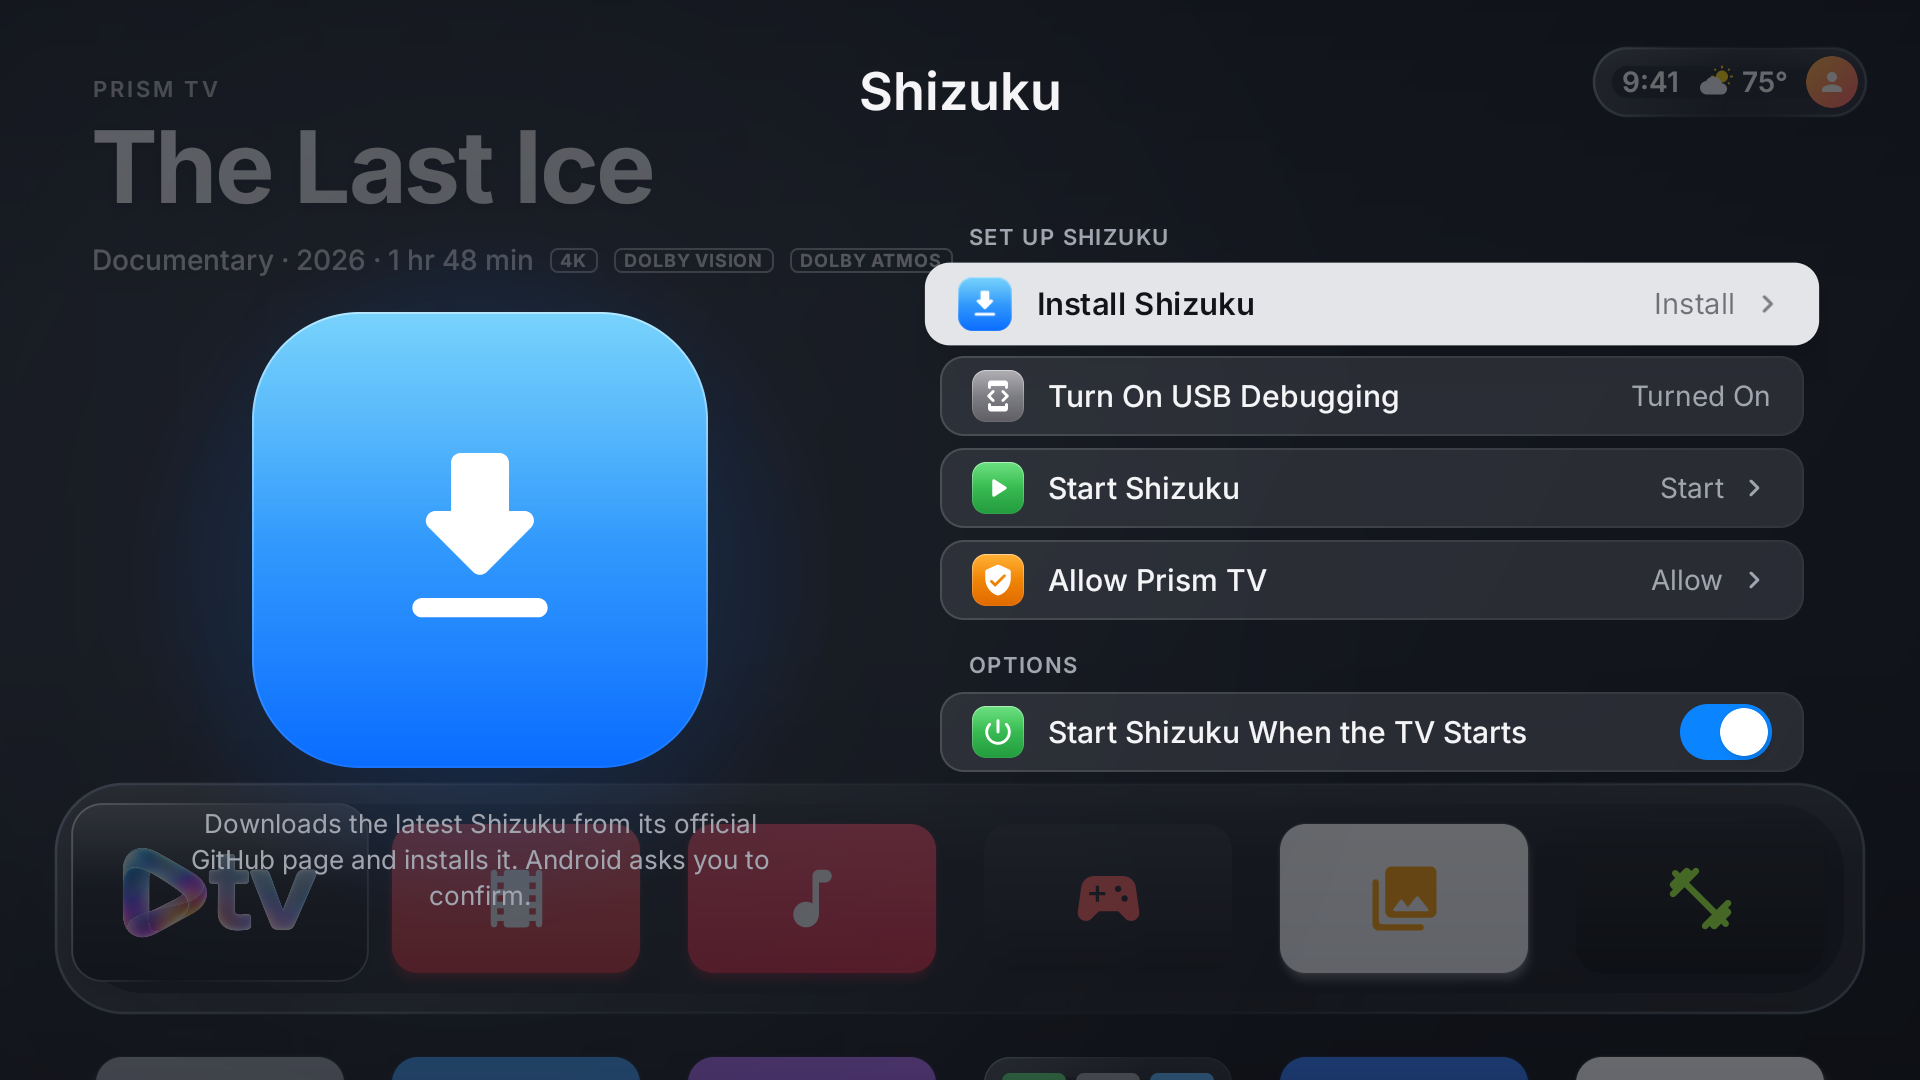 PRISM TV
The Last Ice
Documentary · 2026 · 1 hr 48 min 4K DOLBY VISION DOLBY ATMOS
Shizuku
9:41 75°
SET UP SHIZUKU
Install Shizuku Install
Turn On USB Debugging Turned On
Start Shizuku Start
Allow Prism TV Allow
OPTIONS
Start Shizuku When the TV Starts
Downloads the latest Shizuku from its official
GitHub page and installs it. Android asks you to
confirm.
tv